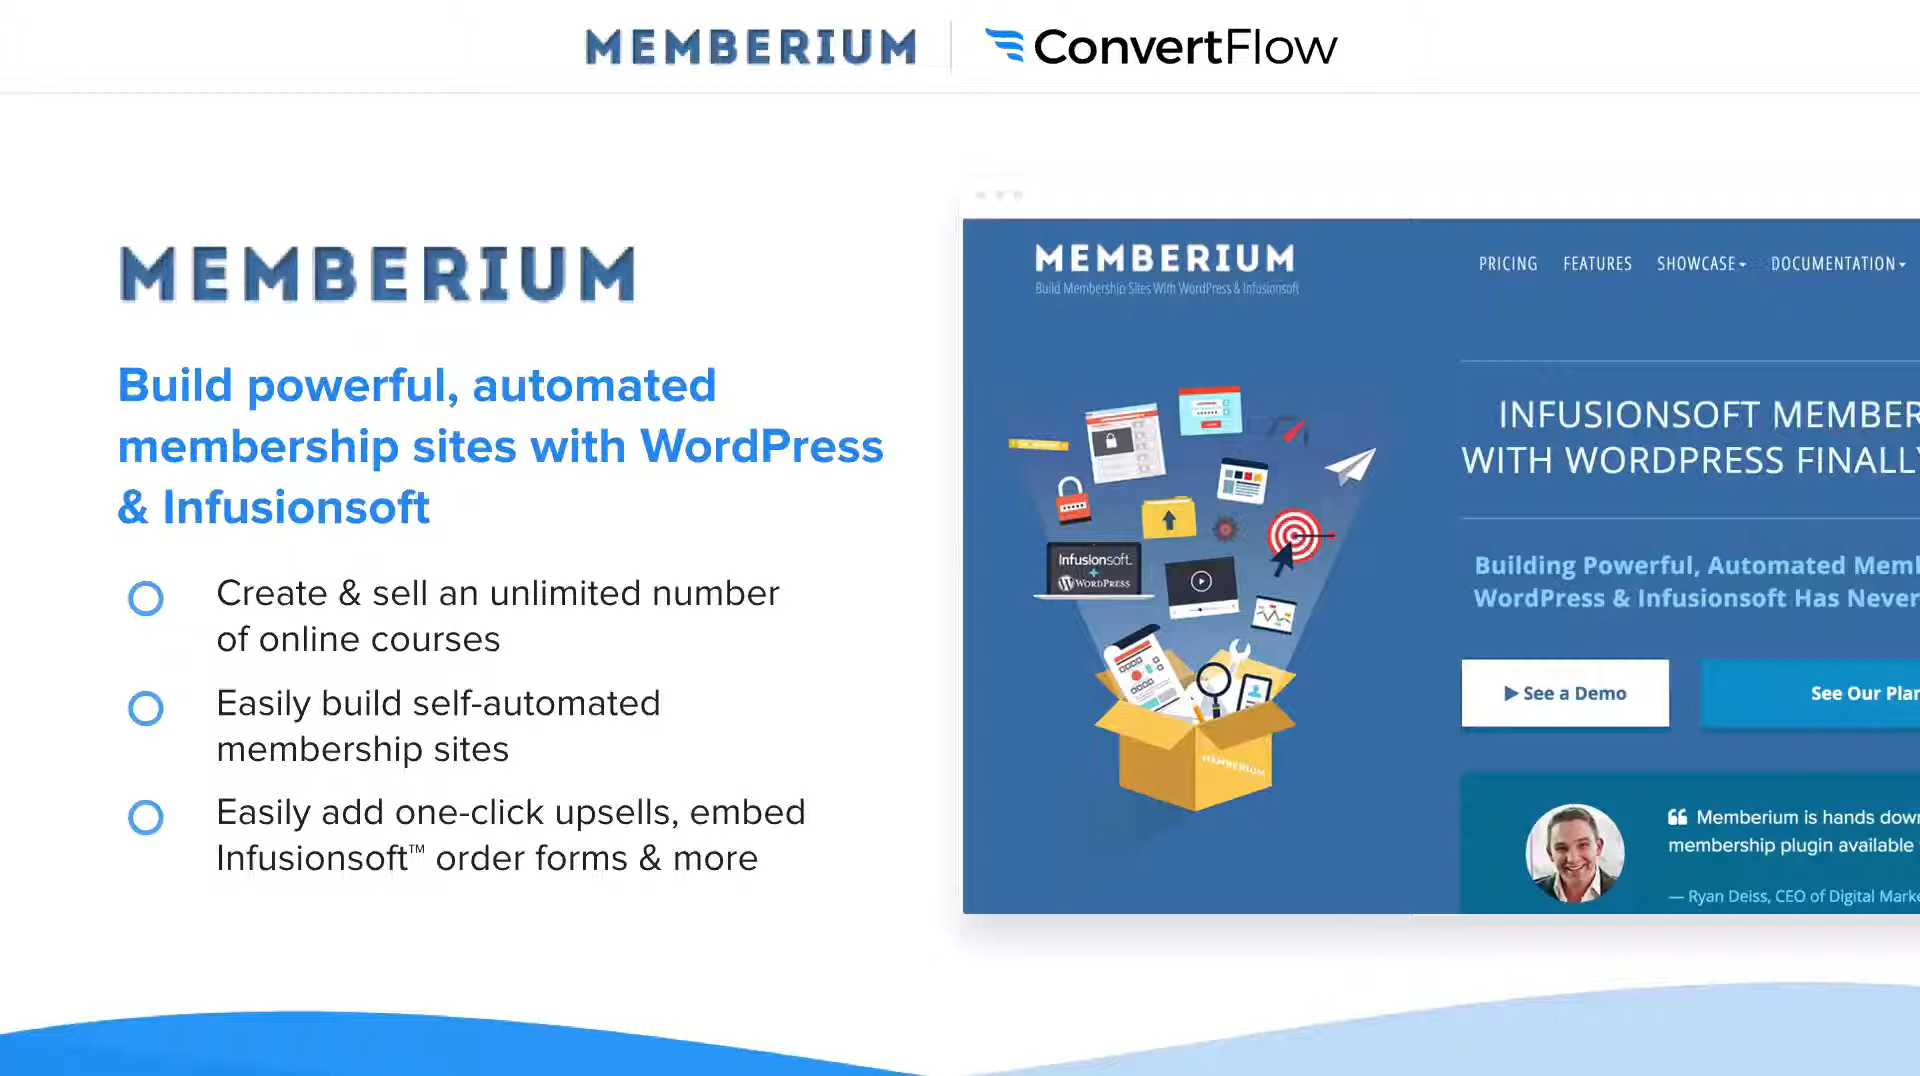 MEMBERIUM
ConvertFlow
MEMBERIUM
Build powerful, automated
membership sites with WordPress
& Infusionsoft
Create & sell an unlimited number
of online courses
Easily build self-automated
membership sites
Easily add one-click upsells, embed
Infusionsoft™ order forms & more
MEMBERIUM
Build Membership Sites With WordPress & Infusionsoft
PRICING FEATURES SHOWCASE DOCUMENTATION
INFUSIONSOFT MEMBER
WITH WORDPRESS FINALLY
Building Powerful, Automated Memb
WordPress & Infusionsoft Has Never
Infusionsoft.
+
WORDPRESS
MEMBERIUM
See a Demo
See Our Plan
“ Memberium is hands down
membership plugin available
— Ryan Deiss, CEO of Digital Marke